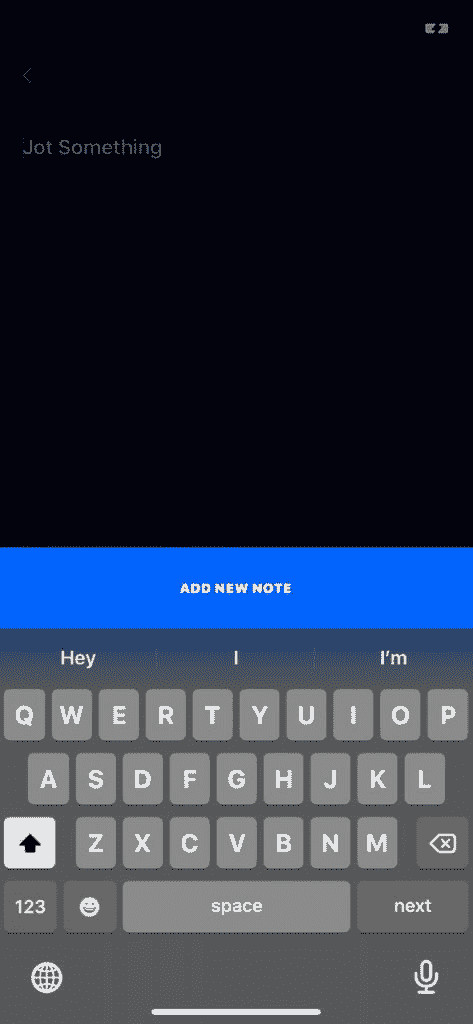 Jot Something
ADD NEW NOTE
Hey I I'm
Q W E R T Y U I O P
A S D F G H J K L
Z X C V B N M
123 space next